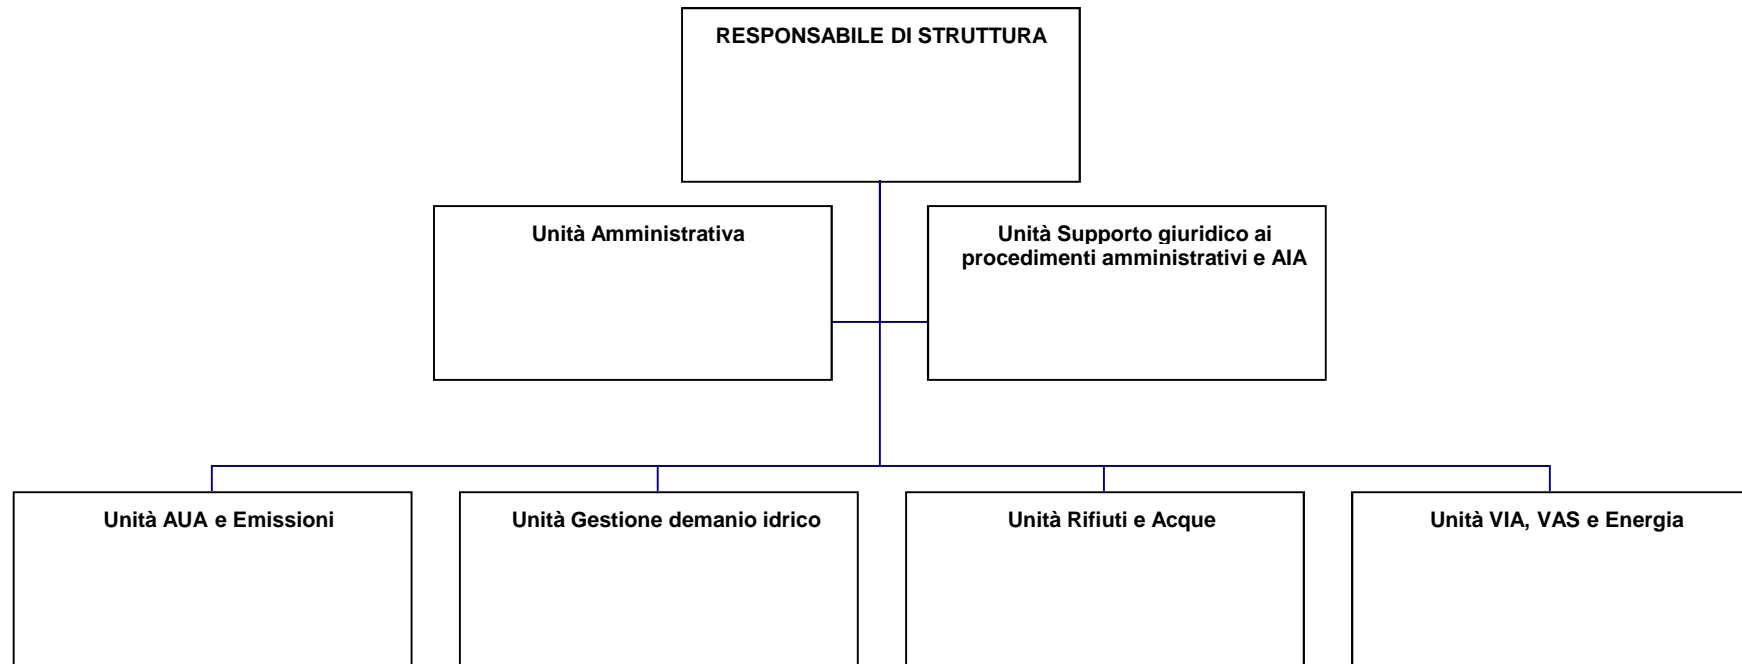 RESPONSABILE DI STRUTTURA
Unità Amministrativa
Unità Supporto giuridico ai
procedimenti amministrativi e AIA
Unità AUA e Emissioni
Unità Gestione demanio idrico
Unità Rifiuti e Acque
Unità VIA, VAS e Energia